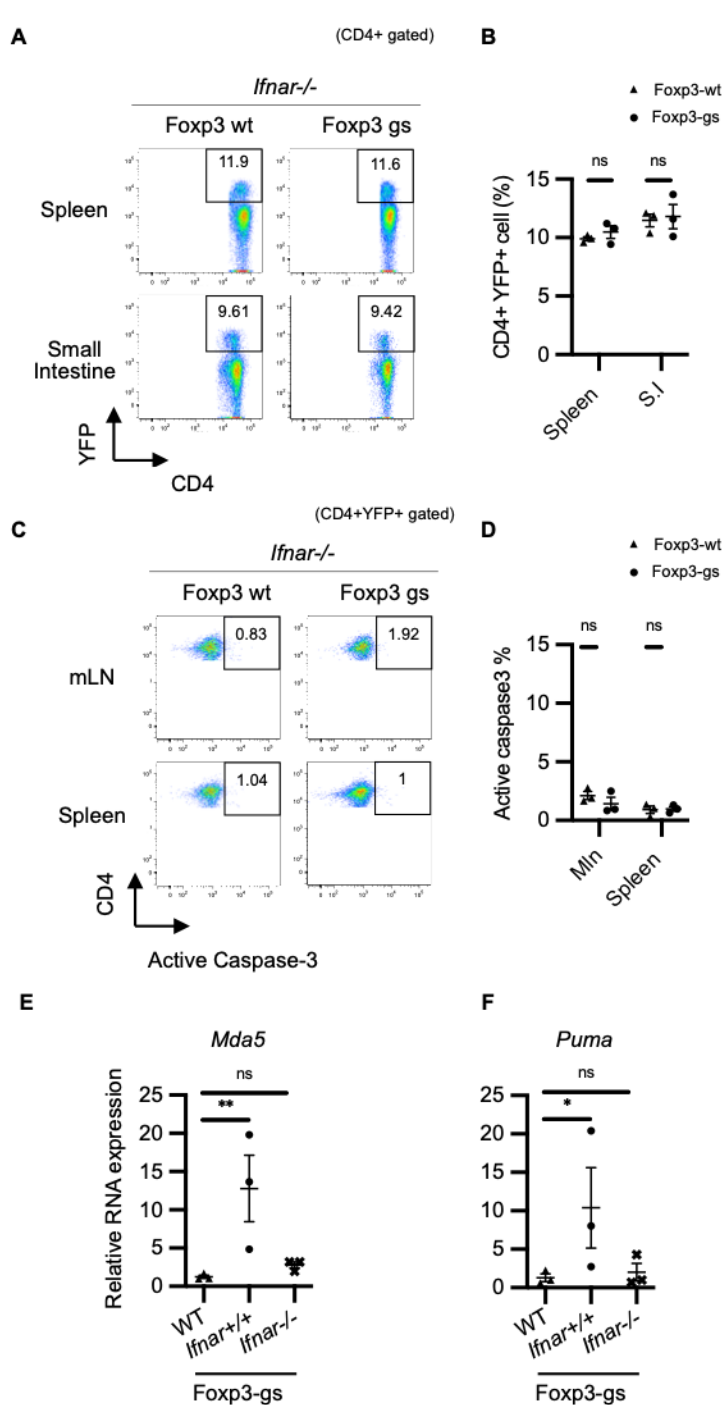 A
(CD4+ gated)
Ifnar-/-
Foxp3 wt
Foxp3 gs
Spleen
11.9
11.6
Small
Intestine
9.61
9.42
YFP
CD4
B
Foxp3-wt
Foxp3-gs
ns
ns
CD4+ YFP+ cell (%)
15
10
5
0
Spleen
S.I
C
(CD4+YFP+ gated)
Ifnar-/-
Foxp3 wt
Foxp3 gs
mLN
0.83
1.92
Spleen
1.04
1
CD4
Active Caspase-3
D
Foxp3-wt
Foxp3-gs
ns
ns
Active caspase3 %
15
10
5
0
Mln
Spleen
E
Mda5
ns
**
Relative RNA expression
25
20
15
10
5
0
WT
Ifnar+/+
Ifnar-/-
Foxp3-gs
F
Puma
ns
*
25
20
15
10
5
0
WT
Ifnar+/+
Ifnar-/-
Foxp3-gs